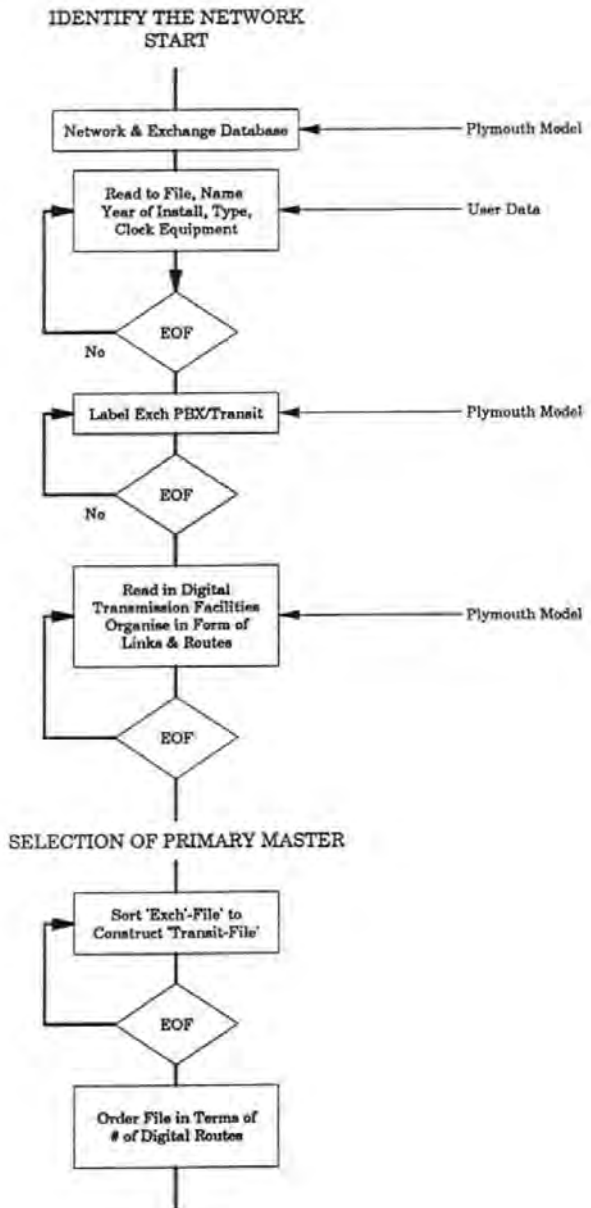 IDENTIFY THE NETWORK
START
Network & Exchange Database
Plymouth Model
Read to File, Name
Year of Install, Type,
Clock Equipment
User Data
EOF
No
Label Exch PBX/Transit
Plymouth Model
EOF
No
Read in Digital
Transmission Facilities
Organise in Form of
Links & Routes
Plymouth Model
EOF
SELECTION OF PRIMARY MASTER
Sort 'Exch'-File' to
Construct 'Transit-File'
EOF
Order File in Terms of
# of Digital Routes